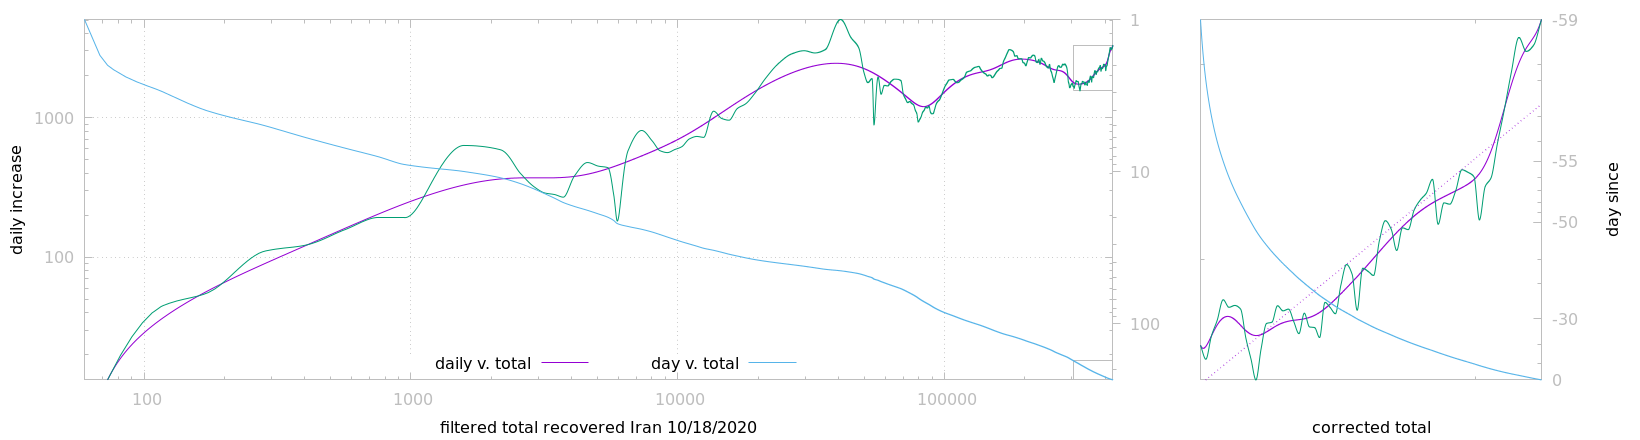 1
-59
1000
10
-55
-50
daily increase
day since
100
100
-30
daily v. total
day v. total
0
100
1000
10000
100000
filtered total recovered Iran 10/18/2020
corrected total